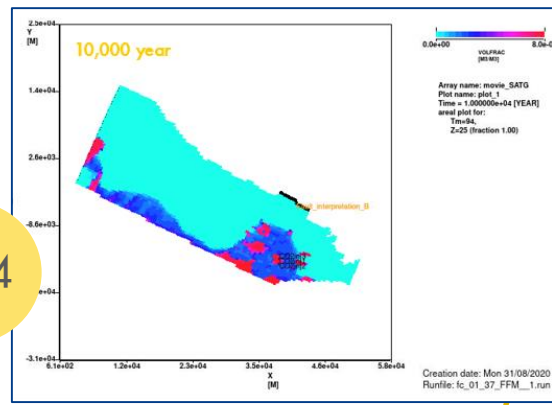 2.5e+04
Y
[M]
10,000 year
1.4e+04
2.6e+03
-8.6e+03
4
e+04
-3.1e+04
6.1e+02 1.2e+04 2.3e+04 3.5e+04 4.6e+04 5.8e+04
X
[M]
0.0e+00 8.0e-0
VOLFRAC
[M3/M3]
Array name: movie_SATG
Plot name: plot_1
Time = 1.000000e+04 [YEAR]
areal plot for:
Tm=94,
Z=25 (fraction 1.00)
interpretation_B
Creation date: Mon 31/08/2020
Runfile: fc_01_37_FFM__1.run